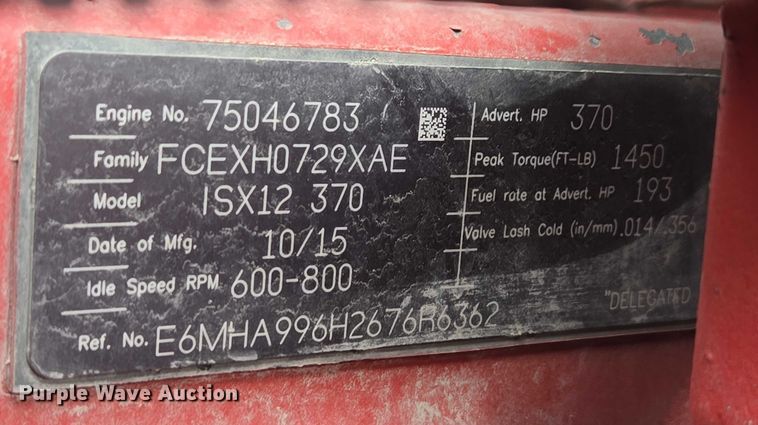 Engine No. 75046783
Family FCEXH0729XAE
Model ISX12 370
Date of Mfg. 10/15
Idle Speed RPM 600-800
Ref. No. E6MHA996H2676R6362
Advert. HP 370
Peak Torque(FT-LB) 1450
Fuel rate at Advert. HP 193
Valve Lash Cold (in/mm) .014/.356
"DELEGATED
Purple Wave Auction